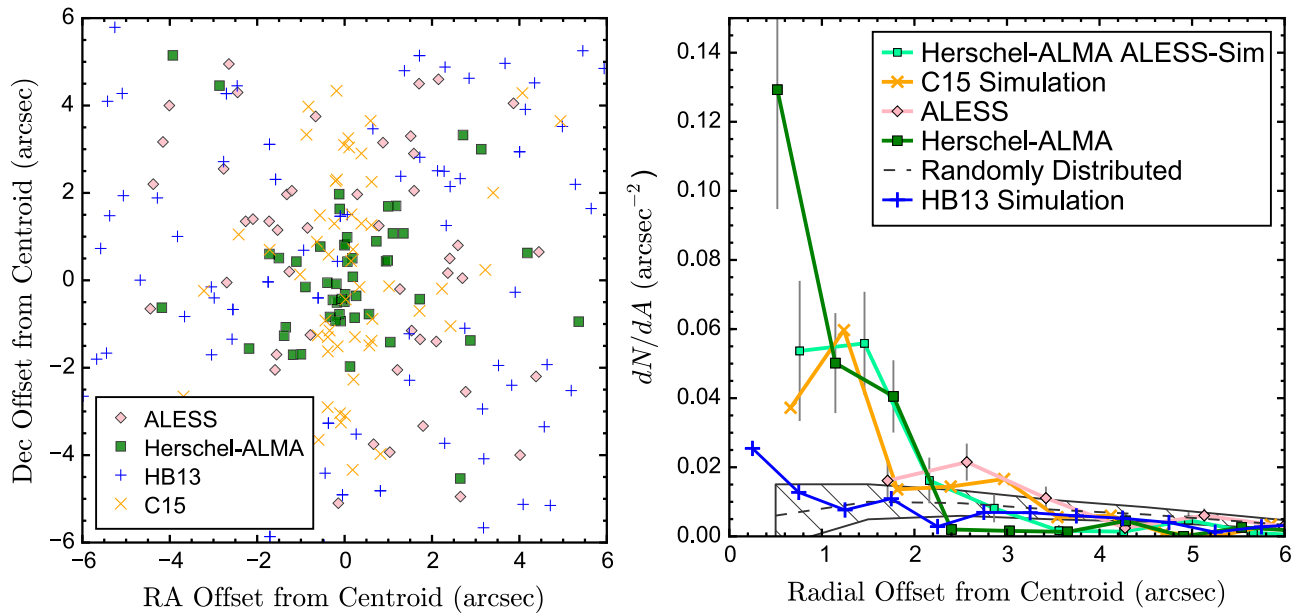 6
4
2
0
−2
−4
−6
Dec Offset from Centroid (arcsec)
ALESS
Herschel-ALMA
HB13
C15
−6 −4 −2 0 2 4 6
RA Offset from Centroid (arcsec)
0.14
0.12
0.10
0.08
0.06
0.04
0.02
0.00
dN/dA (arcsec⁻²)
Herschel-ALMA ALESS-Sim
C15 Simulation
ALESS
Herschel-ALMA
Randomly Distributed
HB13 Simulation
0 1 2 3 4 5 6
Radial Offset from Centroid (arcsec)